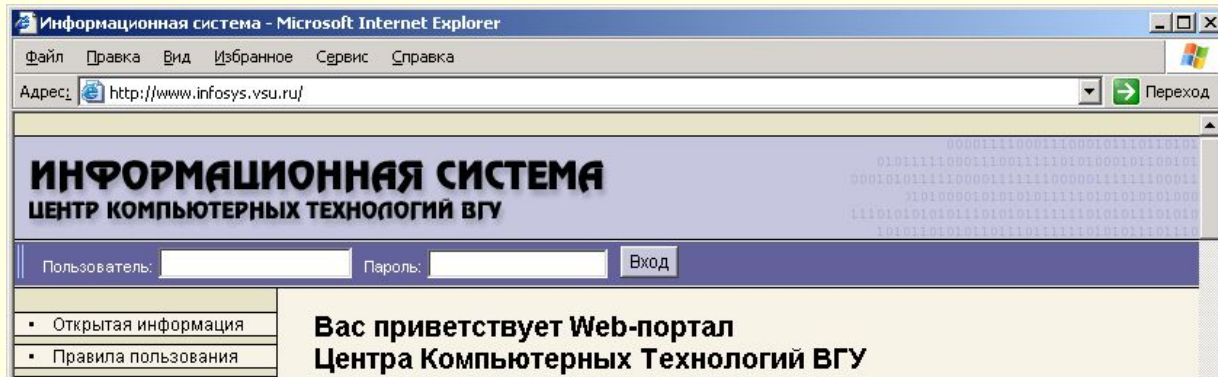 Информационная система - Microsoft Internet Explorer
Файл Правка Вид Избранное Сервис Справка
Адрес: http://www.infosys.vsu.ru/ Переход
ИНФОРМАЦИОННАЯ СИСТЕМА
ЦЕНТР КОМПЬЮТЕРНЫХ ТЕХНОЛОГИЙ ВГУ
Пользователь: Пароль: Вход
• Открытая информация
• Правила пользования
Вас приветствует Web-портал
Центра Компьютерных Технологий ВГУ